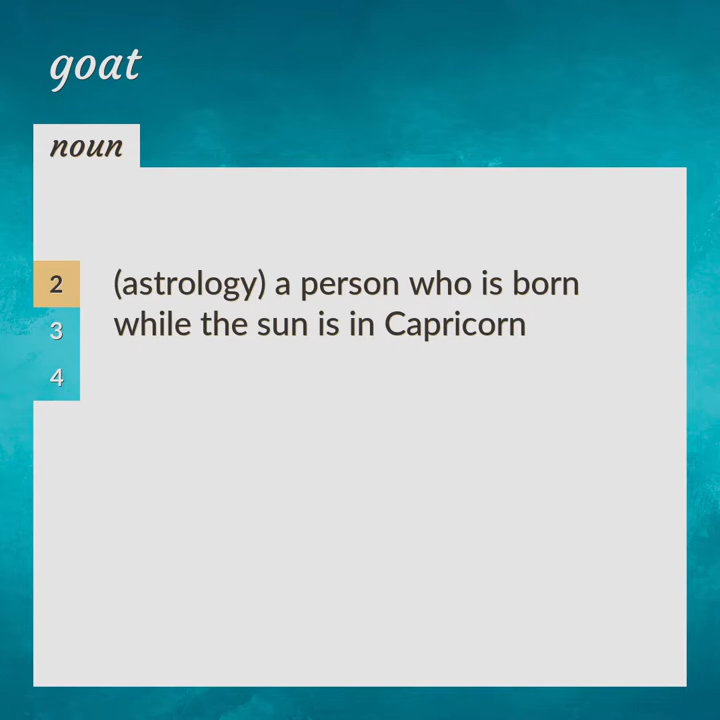 goat
noun
2
(astrology) a person who is born
while the sun is in Capricorn
3
4